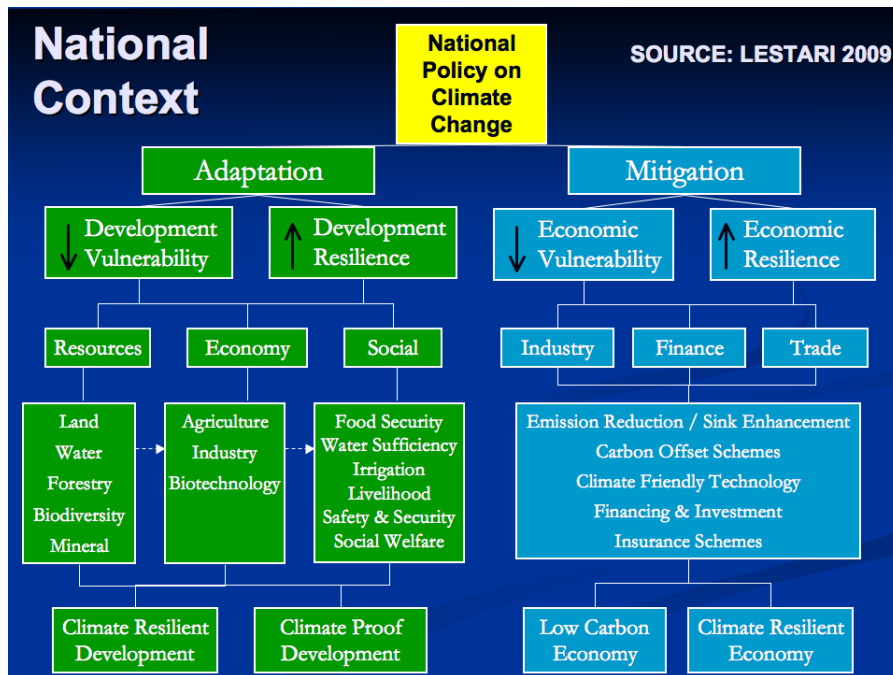 National
Context
National
Policy on
Climate
Change
SOURCE: LESTARI 2009
Adaptation
Mitigation
Development
Vulnerability
Development
Resilience
Economic
Vulnerability
Economic
Resilience
Resources
Economy
Social
Industry
Finance
Trade
Land
Water
Forestry
Biodiversity
Mineral
Agriculture
Industry
Biotechnology
Food Security
Water Sufficiency
Irrigation
Livelihood
Safety & Security
Social Welfare
Emission Reduction / Sink Enhancement
Carbon Offset Schemes
Climate Friendly Technology
Financing & Investment
Insurance Schemes
Climate Resilient
Development
Climate Proof
Development
Low Carbon
Economy
Climate Resilient
Economy